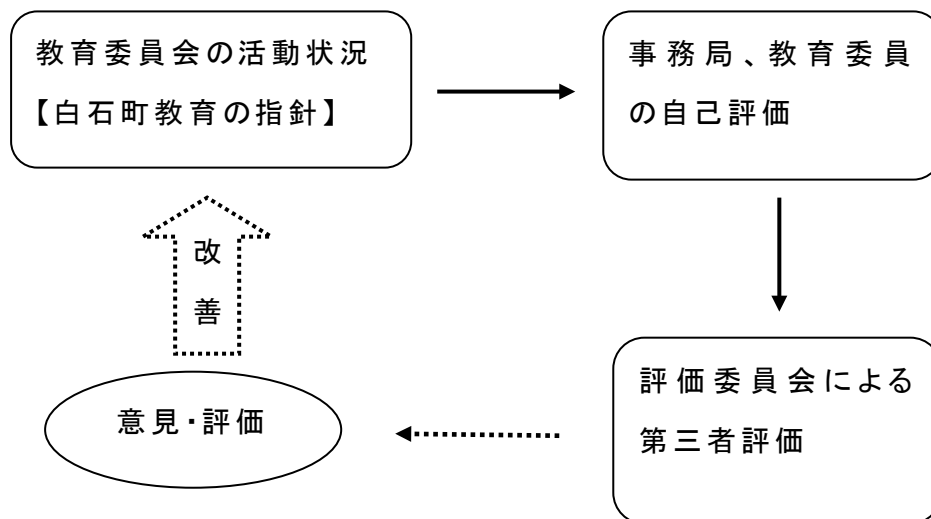 教育委員会の活動状況
【白石町教育の指針】
事務局、教育委員
の自己評価
改
善
評価委員会による
第三者評価
意見・評価